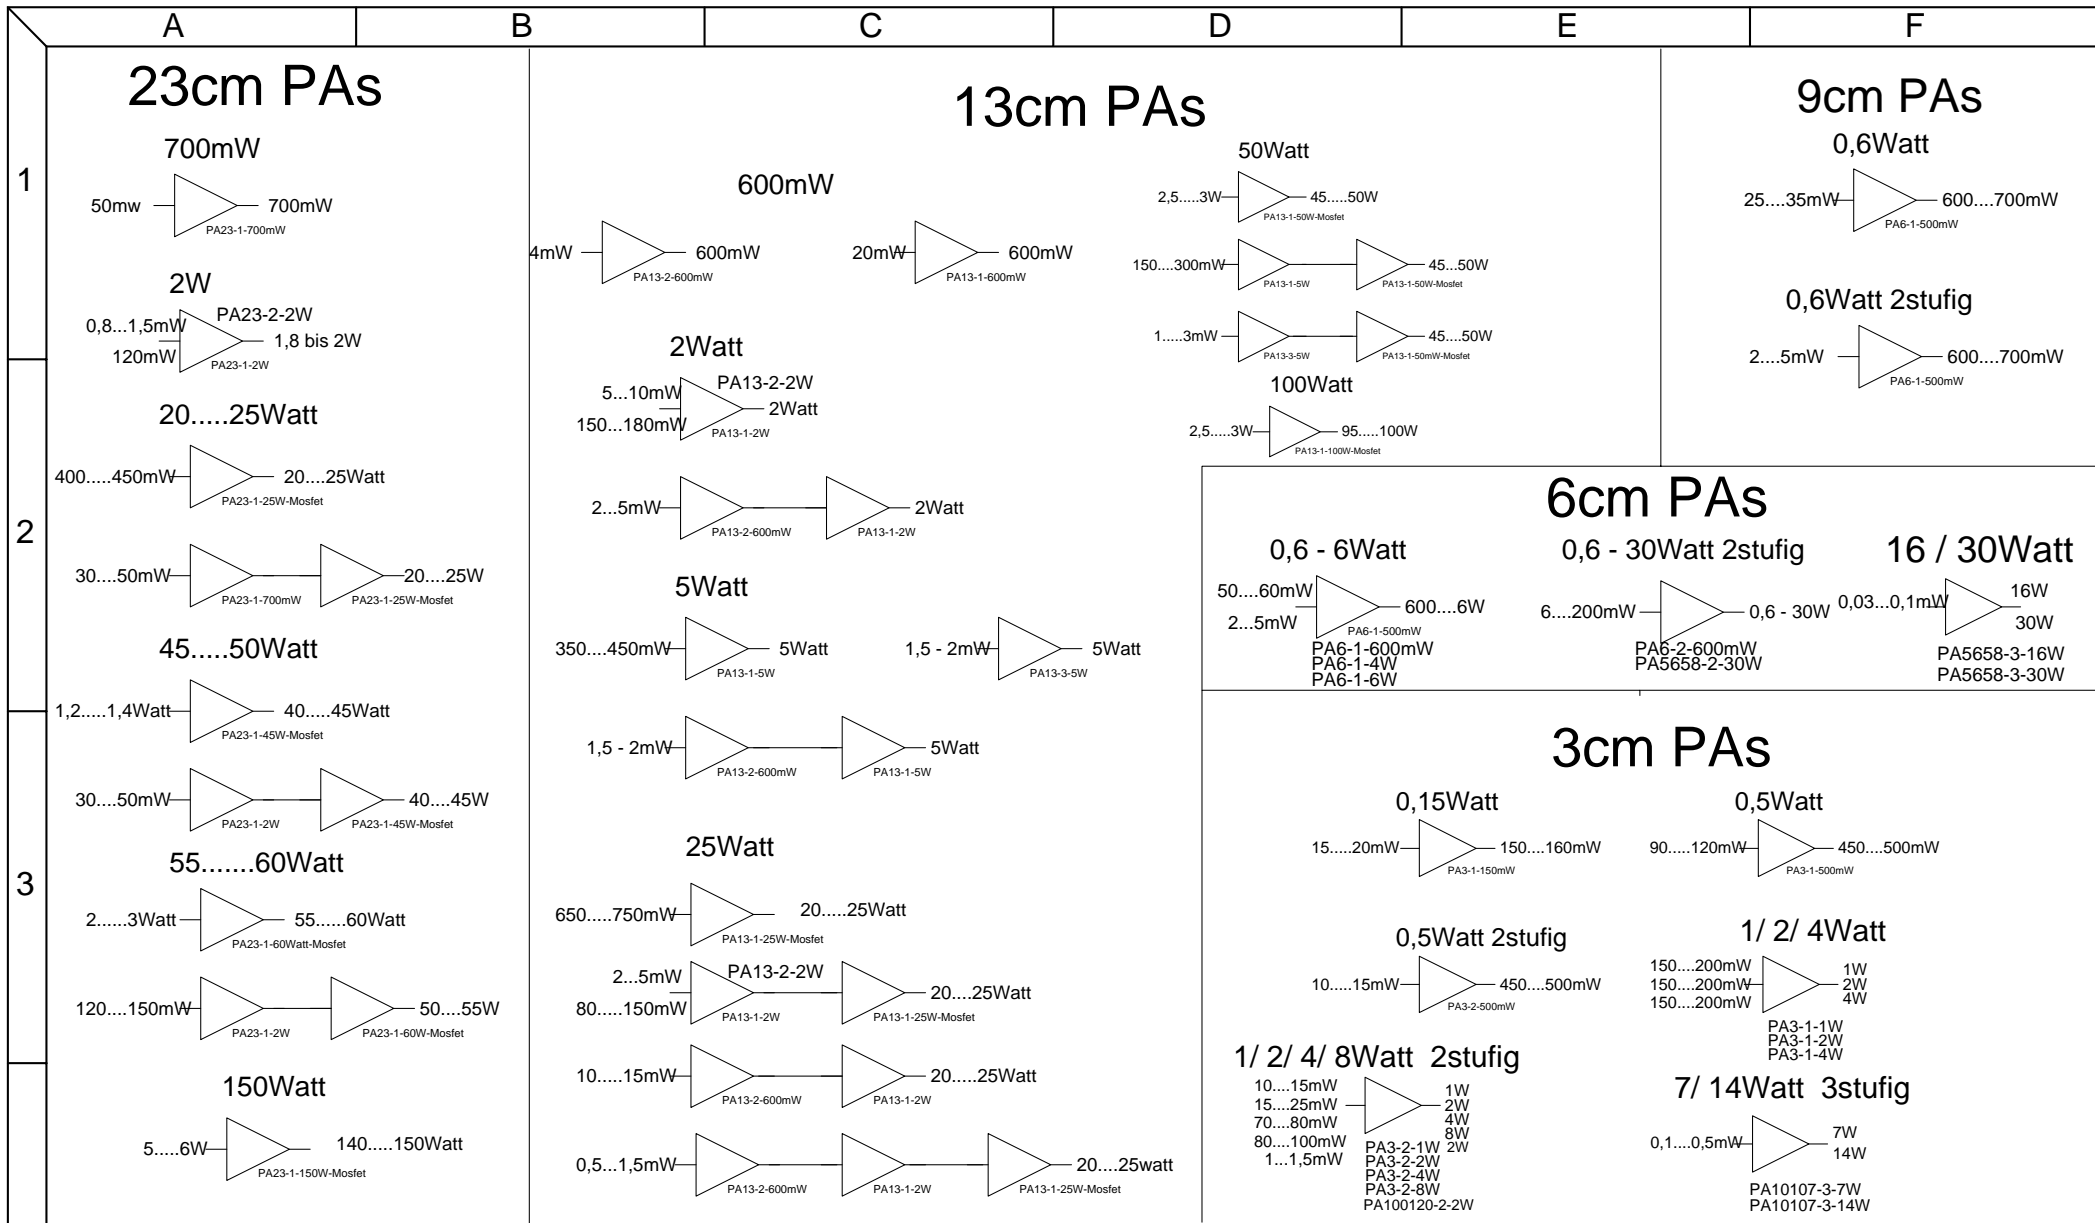 A
B
C
D
E
F
1
2
3
23cm PAs
700mW
50mw
700mW
PA23-1-700mW
2W
PA23-2-2W
0,8...1,5mW
120mW
1,8 bis 2W
PA23-1-2W
20.....25Watt
400.....450mW
20....25Watt
PA23-1-25W-Mosfet
30....50mW
20....25W
PA23-1-700mW
PA23-1-25W-Mosfet
45.....50Watt
1,2.....1,4Watt
40.....45Watt
PA23-1-45W-Mosfet
30....50mW
40....45W
PA23-1-2W
PA23-1-45W-Mosfet
55.......60Watt
2.....3Watt
55......60Watt
PA23-1-60Watt-Mosfet
120....150mW
50....55W
PA23-1-2W
PA23-1-60W-Mosfet
150Watt
5.....6W
140.....150Watt
PA23-1-150W-Mosfet
13cm PAs
600mW
4mW
600mW
PA13-2-600mW
20mW
600mW
PA13-1-600mW
2Watt
5...10mW
PA13-2-2W
2Watt
150...180mW
PA13-1-2W
2...5mW
2Watt
PA13-2-600mW
PA13-1-2W
5Watt
350....450mW
5Watt
PA13-1-5W
1,5 - 2mW
5Watt
PA13-3-5W
1,5 - 2mW
5Watt
PA13-2-600mW
PA13-1-5W
25Watt
650.....750mW
20.....25Watt
PA13-1-25W-Mosfet
2...5mW
PA13-2-2W
20....25Watt
80.....150mW
PA13-1-2W
PA13-1-25W-Mosfet
10....15mW
20.....25Watt
PA13-2-600mW
PA13-1-2W
0,5...1,5mW
20....25watt
PA13-2-600mW
PA13-1-2W
PA13-1-25W-Mosfet
50Watt
2,5.....3W
45.....50W
PA13-1-50W-Mosfet
150....300mW
45...50W
PA13-1-5W
PA13-1-50W-Mosfet
1....3mW
45....50W
PA13-3-5W
PA13-1-50mW-Mosfet
100Watt
2,5.....3W
95.....100W
PA13-1-100W-Mosfet
9cm PAs
0,6Watt
25....35mW
600....700mW
PA6-1-500mW
0,6Watt 2stufig
2....5mW
600....700mW
PA6-1-500mW
6cm PAs
0,6 - 6Watt
50....60mW
2...5mW
600....6W
PA6-1-500mW
PA6-1-600mW
PA6-1-4W
PA6-1-6W
0,6 - 30Watt 2stufig
6....200mW
0,6 - 30W
PA6-2-600mW
PA5658-2-30W
16 / 30Watt
0,03...0,1mW
16W
30W
PA5658-3-16W
PA5658-3-30W
3cm PAs
0,15Watt
15.....20mW
150....160mW
PA3-1-150mW
0,5Watt
90.....120mW
450....500mW
PA3-1-500mW
0,5Watt 2stufig
10....15mW
450....500mW
PA3-2-500mW
1/ 2/ 4Watt
150....200mW
150....200mW
150....200mW
1W
2W
4W
PA3-1-1W
PA3-1-2W
PA3-1-4W
1/ 2/ 4/ 8Watt 2stufig
10....15mW
15....25mW
70....80mW
80....100mW
1...1,5mW
1W
2W
4W
8W
2W
PA3-2-1W
PA3-2-2W
PA3-2-4W
PA3-2-8W
PA100120-2-2W
7/ 14Watt 3stufig
0,1....0,5mW
7W
14W
PA10107-3-7W
PA10107-3-14W